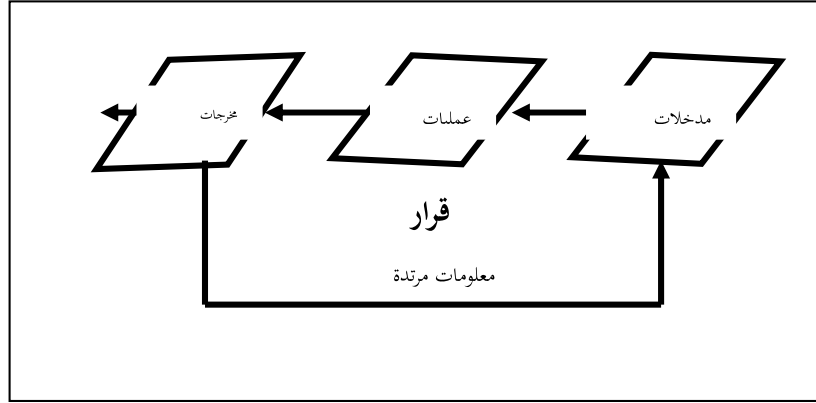 مدخلات
عمليات
مخرجات
قرار
معلومات مرتدة